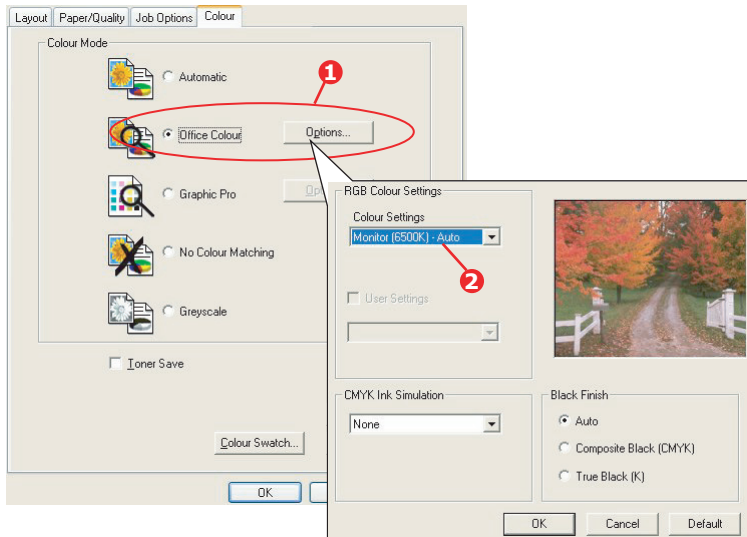 Layout Paper/Quality Job Options Colour
Colour Mode
Automatic
1
Office Colour Options...
Graphic Pro Op
No Colour Matching
Greyscale
Toner Save
Colour Swatch...
OK
RGB Colour Settings
Colour Settings
Monitor (6500K) - Auto
2
User Settings
CMYK Ink Simulation
None
Black Finish
Auto
Composite Black (CMYK)
True Black (K)
OK Cancel Default